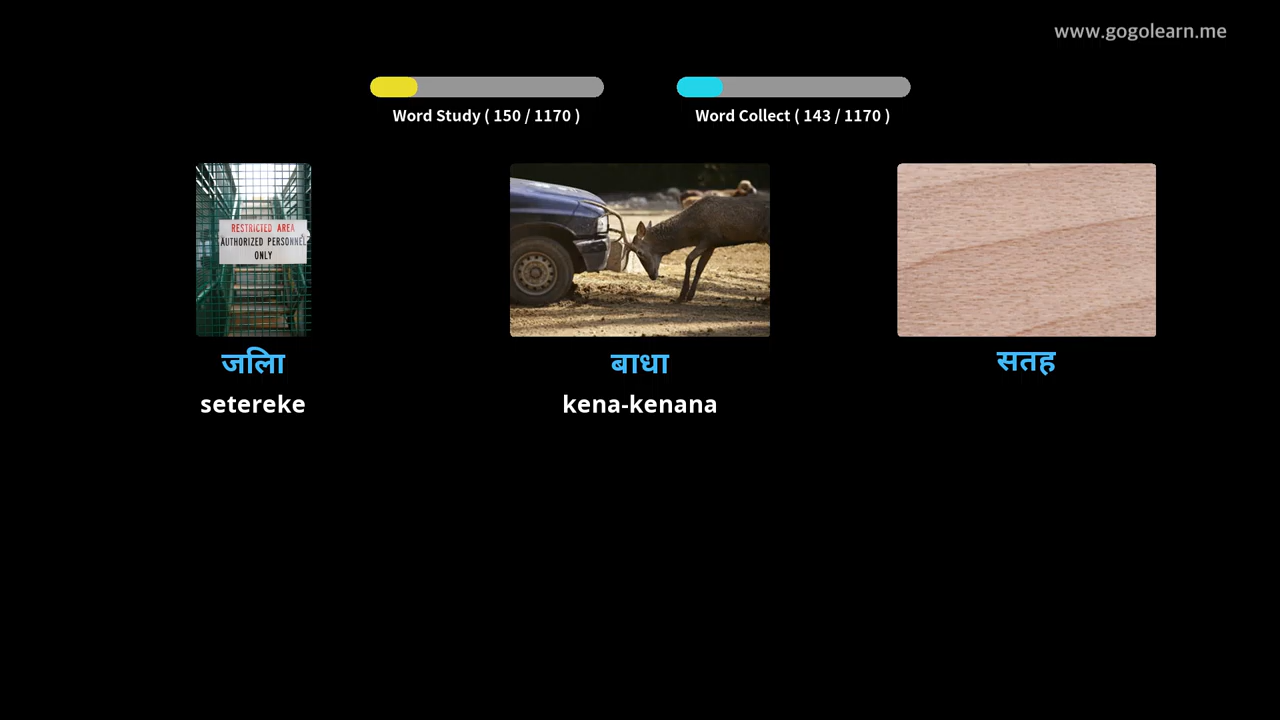 www.gogolearn.me
Word Study ( 150 / 1170 )
Word Collect ( 143 / 1170 )
RESTRICTED AREA
AUTHORIZED PERSONNEL
ONLY
जिला
बाधा
सतह
setereke
kena-kenana